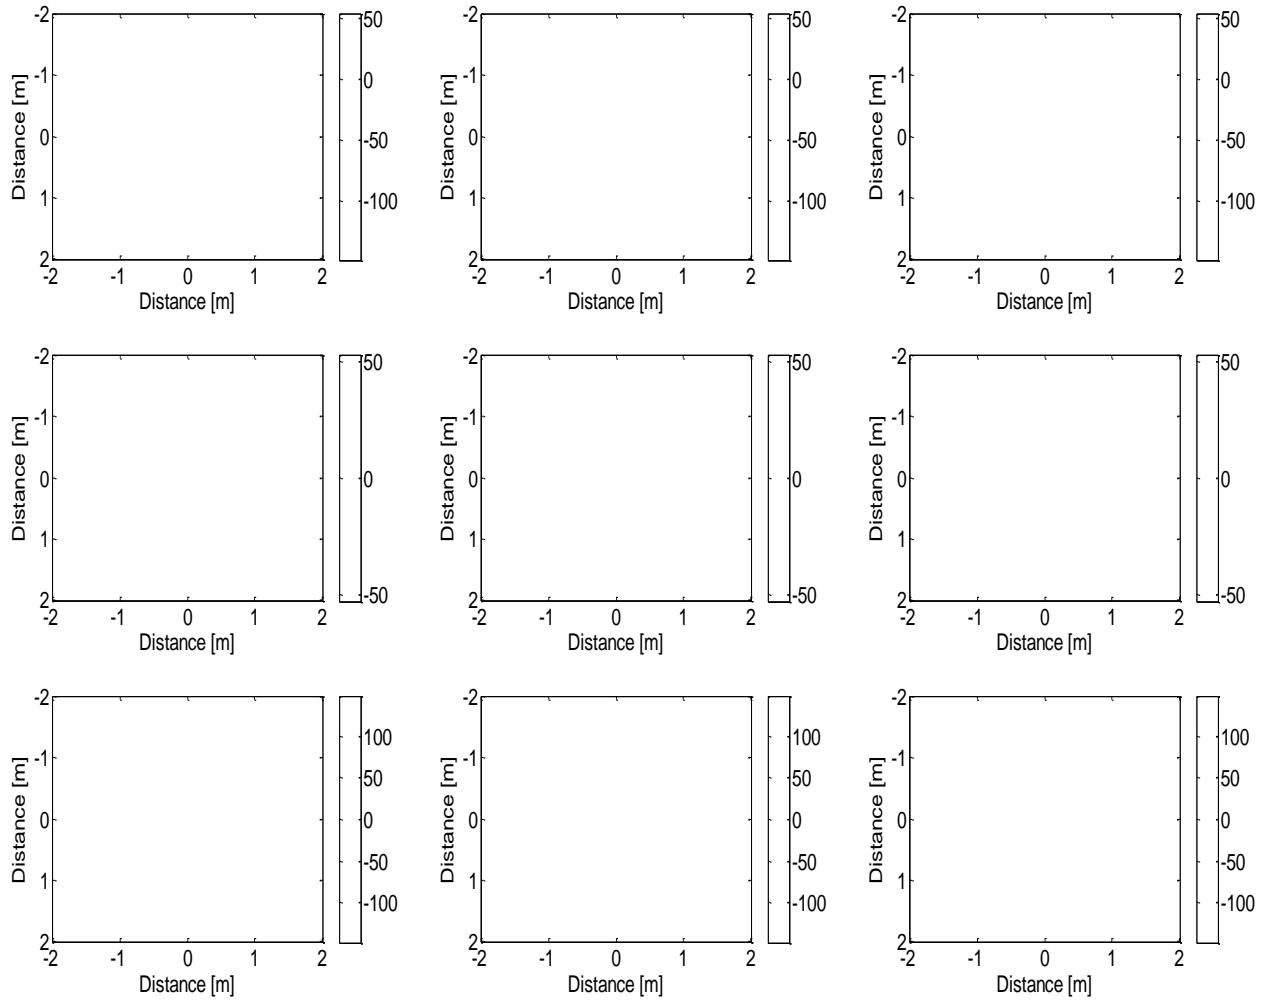 -2 50 -2 50 -2 50
-1 0 -1 0 -1 0
Distance [m] Distance [m] Distance [m]
0 -50 0 -50 0 -50
1 -100 1 -100 1 -100
2 2 2
-2 -1 0 1 2 -2 -1 0 1 2 -2 -1 0 1 2
Distance [m] Distance [m] Distance [m]
-2 50 -2 50 -2 50
-1 -1 -1
Distance [m] Distance [m] Distance [m]
0 0 0 0 0 0
1 1 1
2 -50 2 -50 2 -50
-2 -1 0 1 2 -2 -1 0 1 2 -2 -1 0 1 2
Distance [m] Distance [m] Distance [m]
-2 -2 -2
100 100 100
-1 50 -1 50 -1 50
Distance [m] Distance [m] Distance [m]
0 0 0 0 0 0
-50 -50 -50
1 -100 1 -100 1 -100
2 2 2
-2 -1 0 1 2 -2 -1 0 1 2 -2 -1 0 1 2
Distance [m] Distance [m] Distance [m]